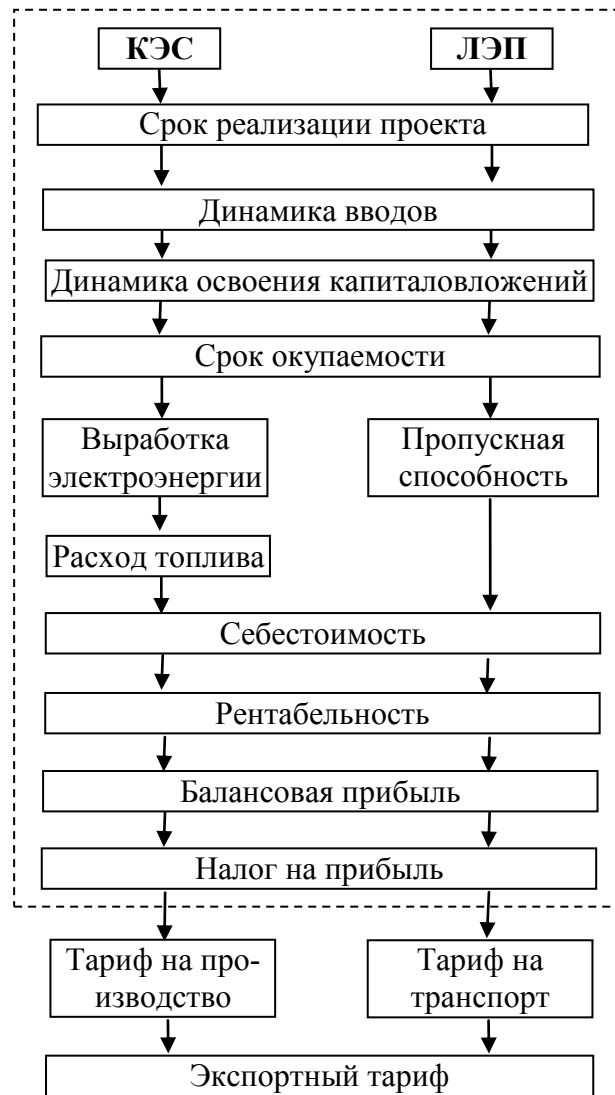 КЭС
ЛЭП
Срок реализации проекта
Динамика вводов
Динамика освоения капиталовложений
Срок окупаемости
Выработка
электроэнергии
Пропускная
способность
Расход топлива
Себестоимость
Рентабельность
Балансовая прибыль
Налог на прибыль
Тариф на про-
изводство
Тариф на
транспорт
Экспортный тариф